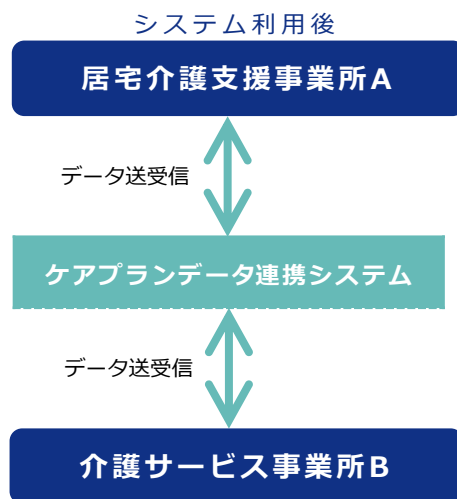 システム利用後
居宅介護支援事業所A
データ送受信
ケアプランデータ連携システム
データ送受信
介護サービス事業所B